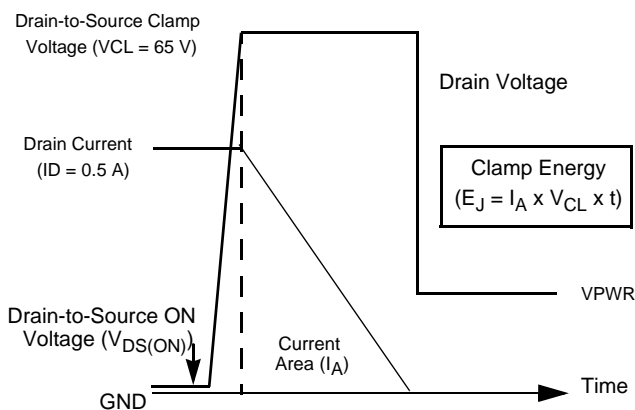 Drain-to-Source Clamp
Voltage (VCL = 65 V)
Drain Voltage
Drain Current
(ID = 0.5 A)
Clamp Energy
(EJ = IA x VCL x t)
VPWR
Drain-to-Source ON
Voltage (VDS(ON))
Current
Area (IA)
GND
Time